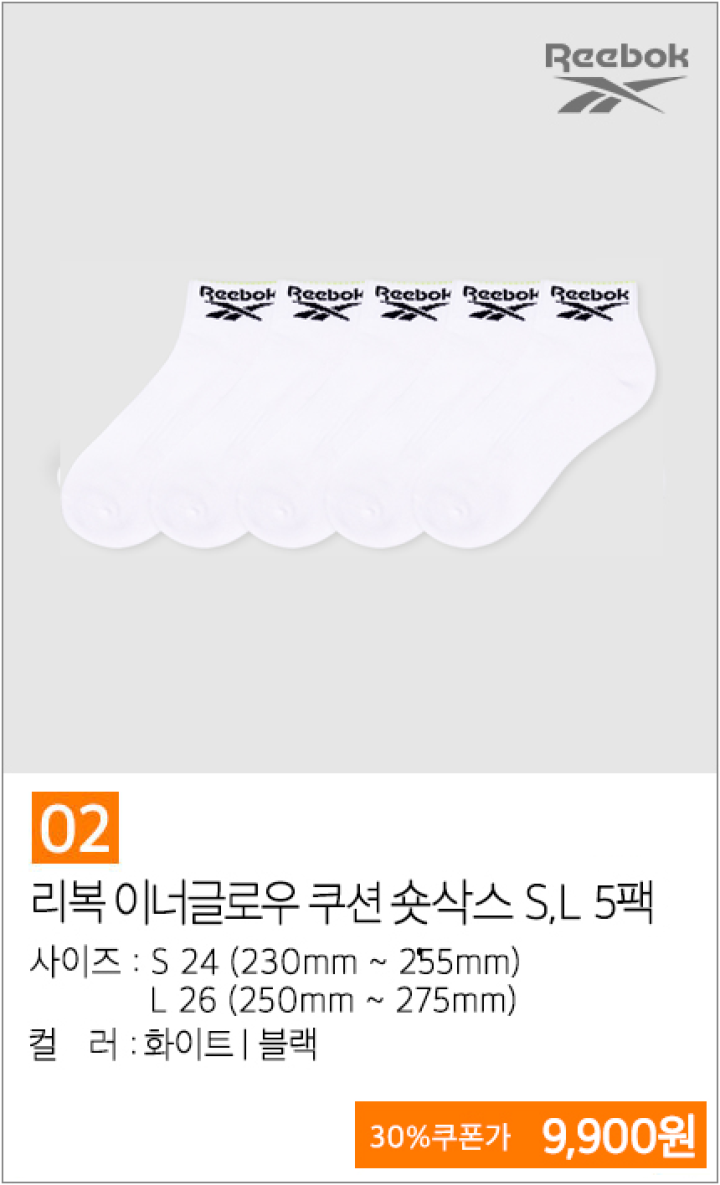 Reebok
Reebok Reebok Reebok Reebok Reebok
02
리복 이너글로우 쿠션 숏삭스 S,L 5팩
사이즈 : S 24 (230mm ~ 255mm)
L 26 (250mm ~ 275mm)
컬 러 : 화이트 | 블랙
30%쿠폰가 9,900원